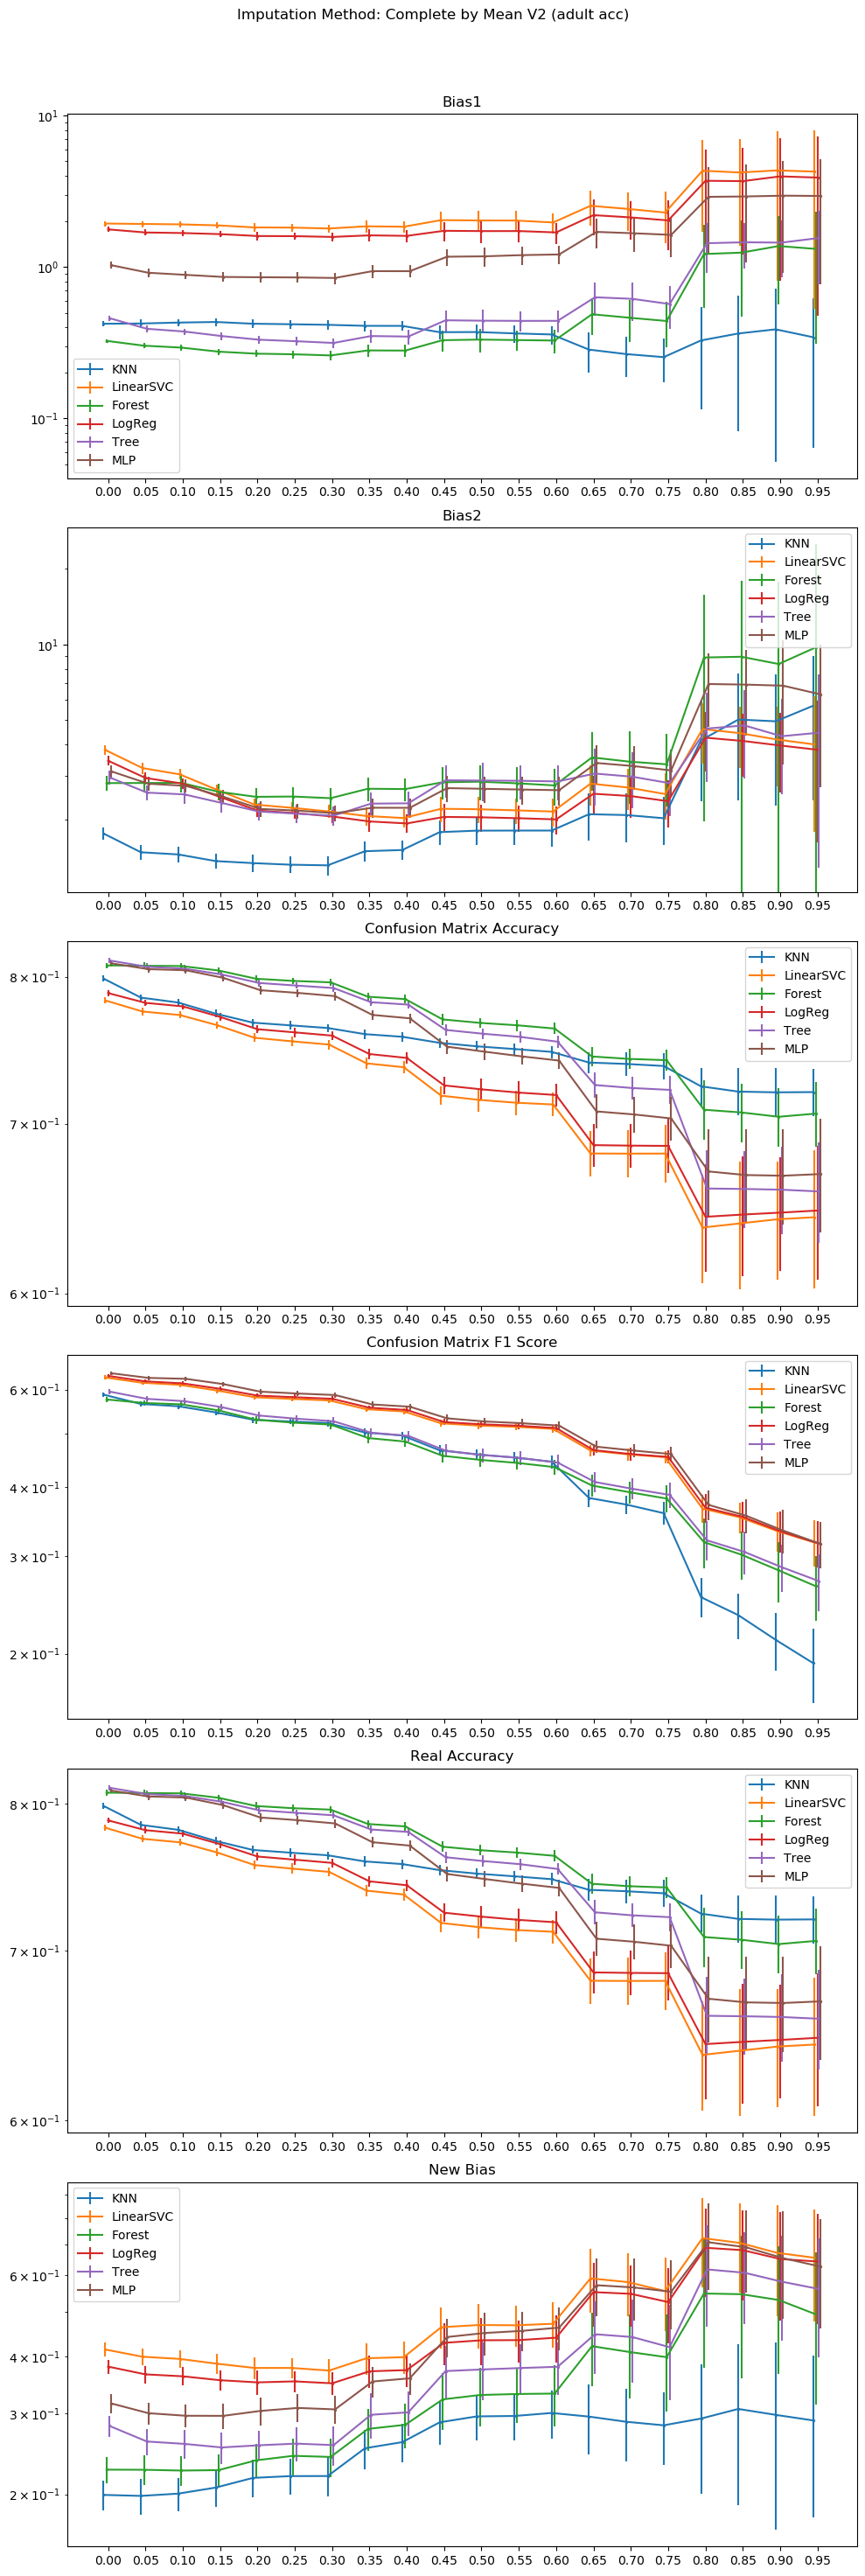 Imputation Method: Complete by Mean V2 (adult acc)
Bias1
10¹
10⁰
10⁻¹
KNN
LinearSVC
Forest
LogReg
Tree
MLP
0.00 0.05 0.10 0.15 0.20 0.25 0.30 0.35 0.40 0.45 0.50 0.55 0.60 0.65 0.70 0.75 0.80 0.85 0.90 0.95
Bias2
10¹
KNN
LinearSVC
Forest
LogReg
Tree
MLP
0.00 0.05 0.10 0.15 0.20 0.25 0.30 0.35 0.40 0.45 0.50 0.55 0.60 0.65 0.70 0.75 0.80 0.85 0.90 0.95
Confusion Matrix Accuracy
8 × 10⁻¹
7 × 10⁻¹
6 × 10⁻¹
KNN
LinearSVC
Forest
LogReg
Tree
MLP
0.00 0.05 0.10 0.15 0.20 0.25 0.30 0.35 0.40 0.45 0.50 0.55 0.60 0.65 0.70 0.75 0.80 0.85 0.90 0.95
Confusion Matrix F1 Score
6 × 10⁻¹
4 × 10⁻¹
3 × 10⁻¹
2 × 10⁻¹
KNN
LinearSVC
Forest
LogReg
Tree
MLP
0.00 0.05 0.10 0.15 0.20 0.25 0.30 0.35 0.40 0.45 0.50 0.55 0.60 0.65 0.70 0.75 0.80 0.85 0.90 0.95
Real Accuracy
8 × 10⁻¹
7 × 10⁻¹
6 × 10⁻¹
KNN
LinearSVC
Forest
LogReg
Tree
MLP
0.00 0.05 0.10 0.15 0.20 0.25 0.30 0.35 0.40 0.45 0.50 0.55 0.60 0.65 0.70 0.75 0.80 0.85 0.90 0.95
New Bias
6 × 10⁻¹
4 × 10⁻¹
3 × 10⁻¹
2 × 10⁻¹
KNN
LinearSVC
Forest
LogReg
Tree
MLP
0.00 0.05 0.10 0.15 0.20 0.25 0.30 0.35 0.40 0.45 0.50 0.55 0.60 0.65 0.70 0.75 0.80 0.85 0.90 0.95